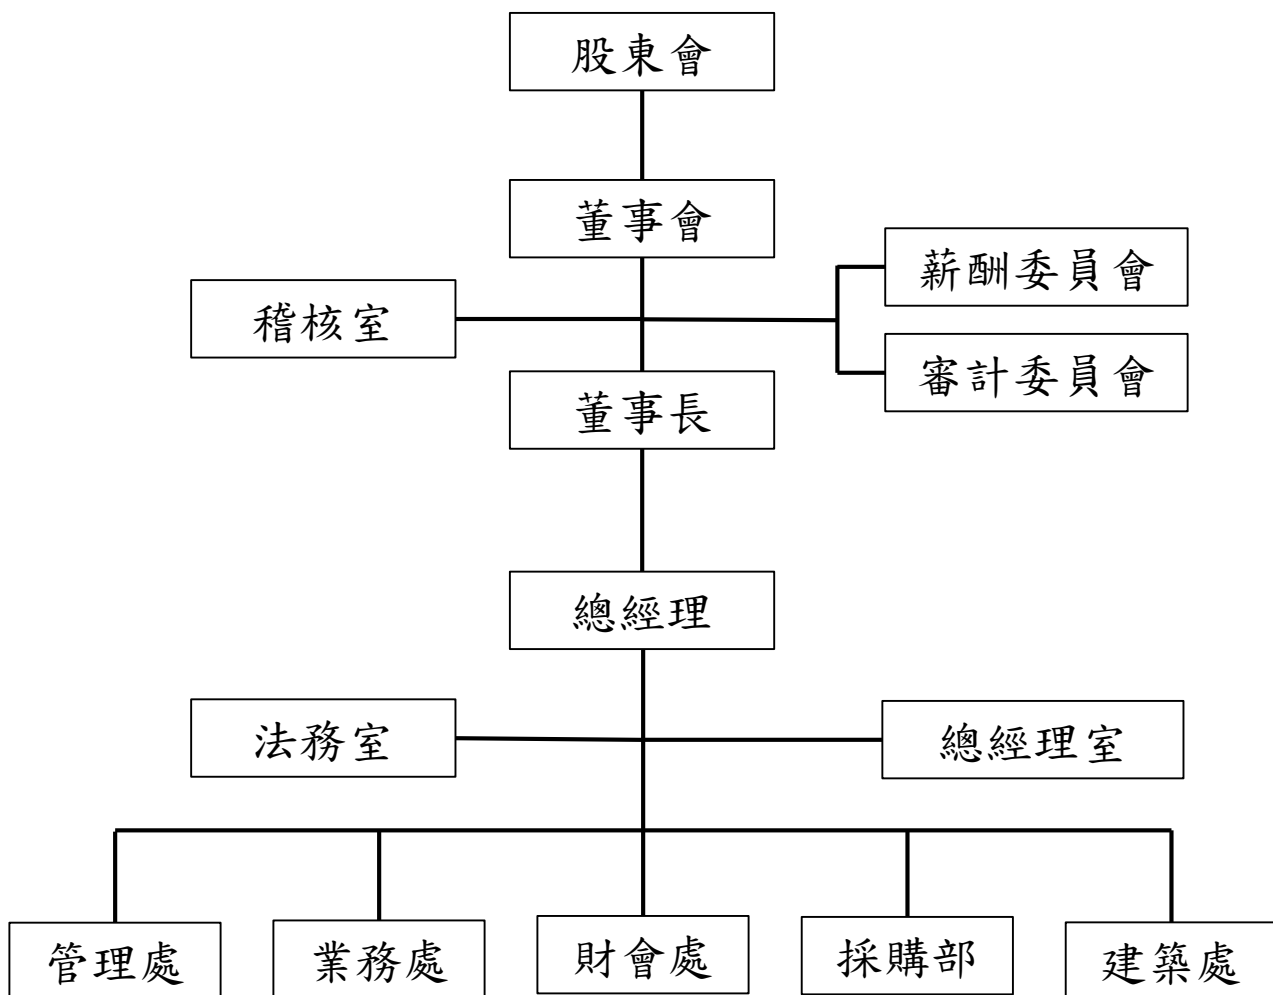 股東會
董事會
薪酬委員會
稽核室
審計委員會
董事長
總經理
法務室
總經理室
管理處
業務處
財會處
採購部
建築處